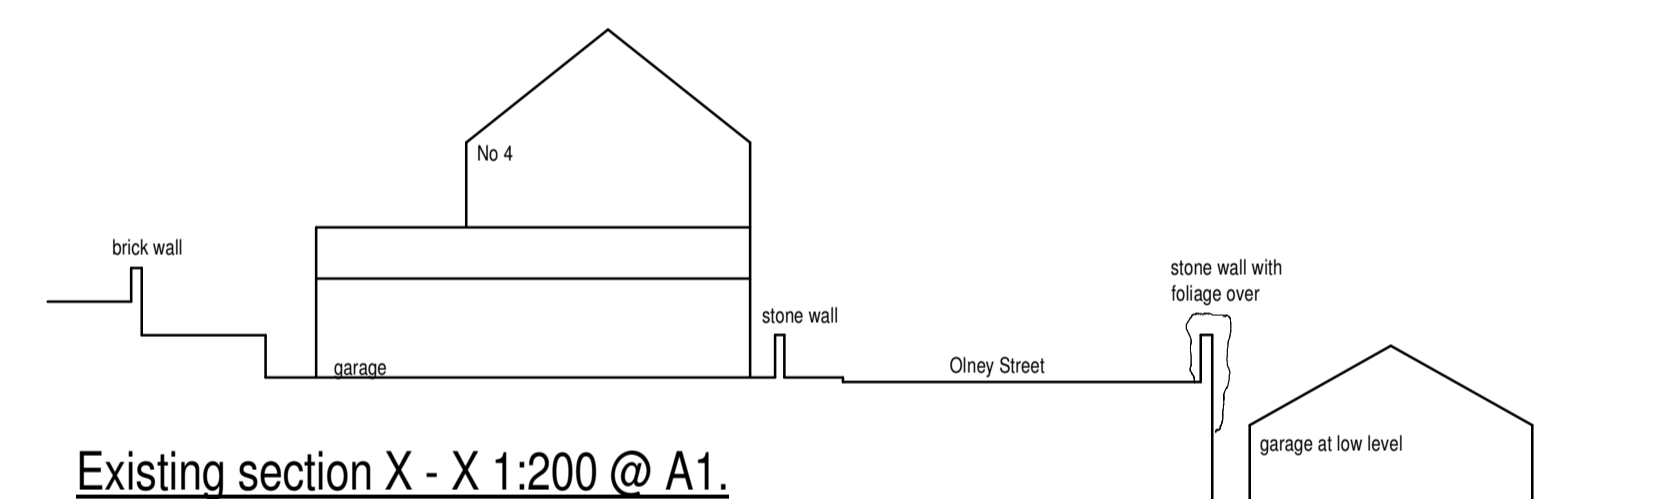 No 4
brick wall
stone wall with
foliage over
stone wall
garage
Olney Street
garage at low level
Existing section X - X 1:200 @ A1.